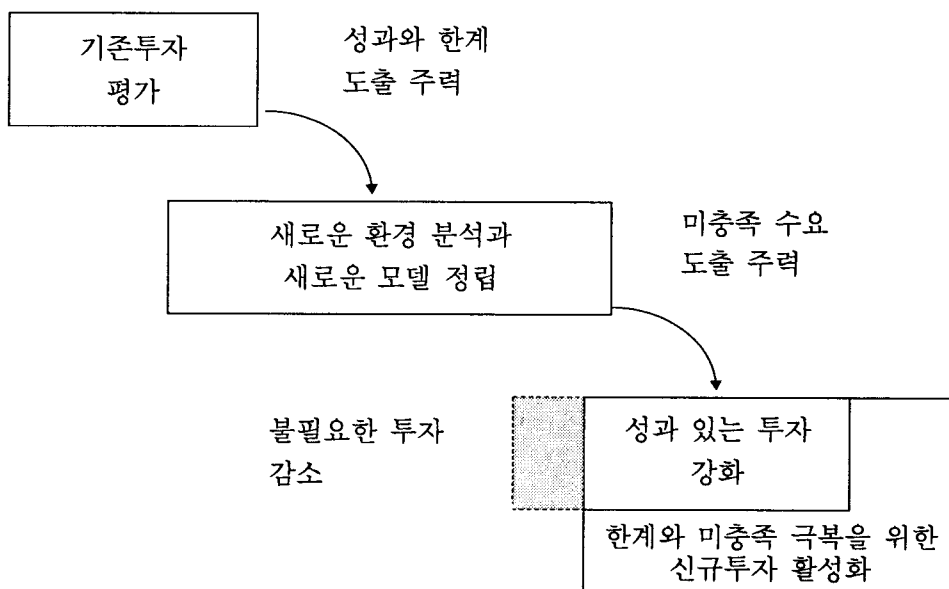 기존투자
평가
성과와 한계
도출 주력
새로운 환경 분석과
새로운 모델 정립
미충족 수요
도출 주력
불필요한 투자
감소
성과 있는 투자
강화
한계와 미충족 극복을 위한
신규투자 활성화